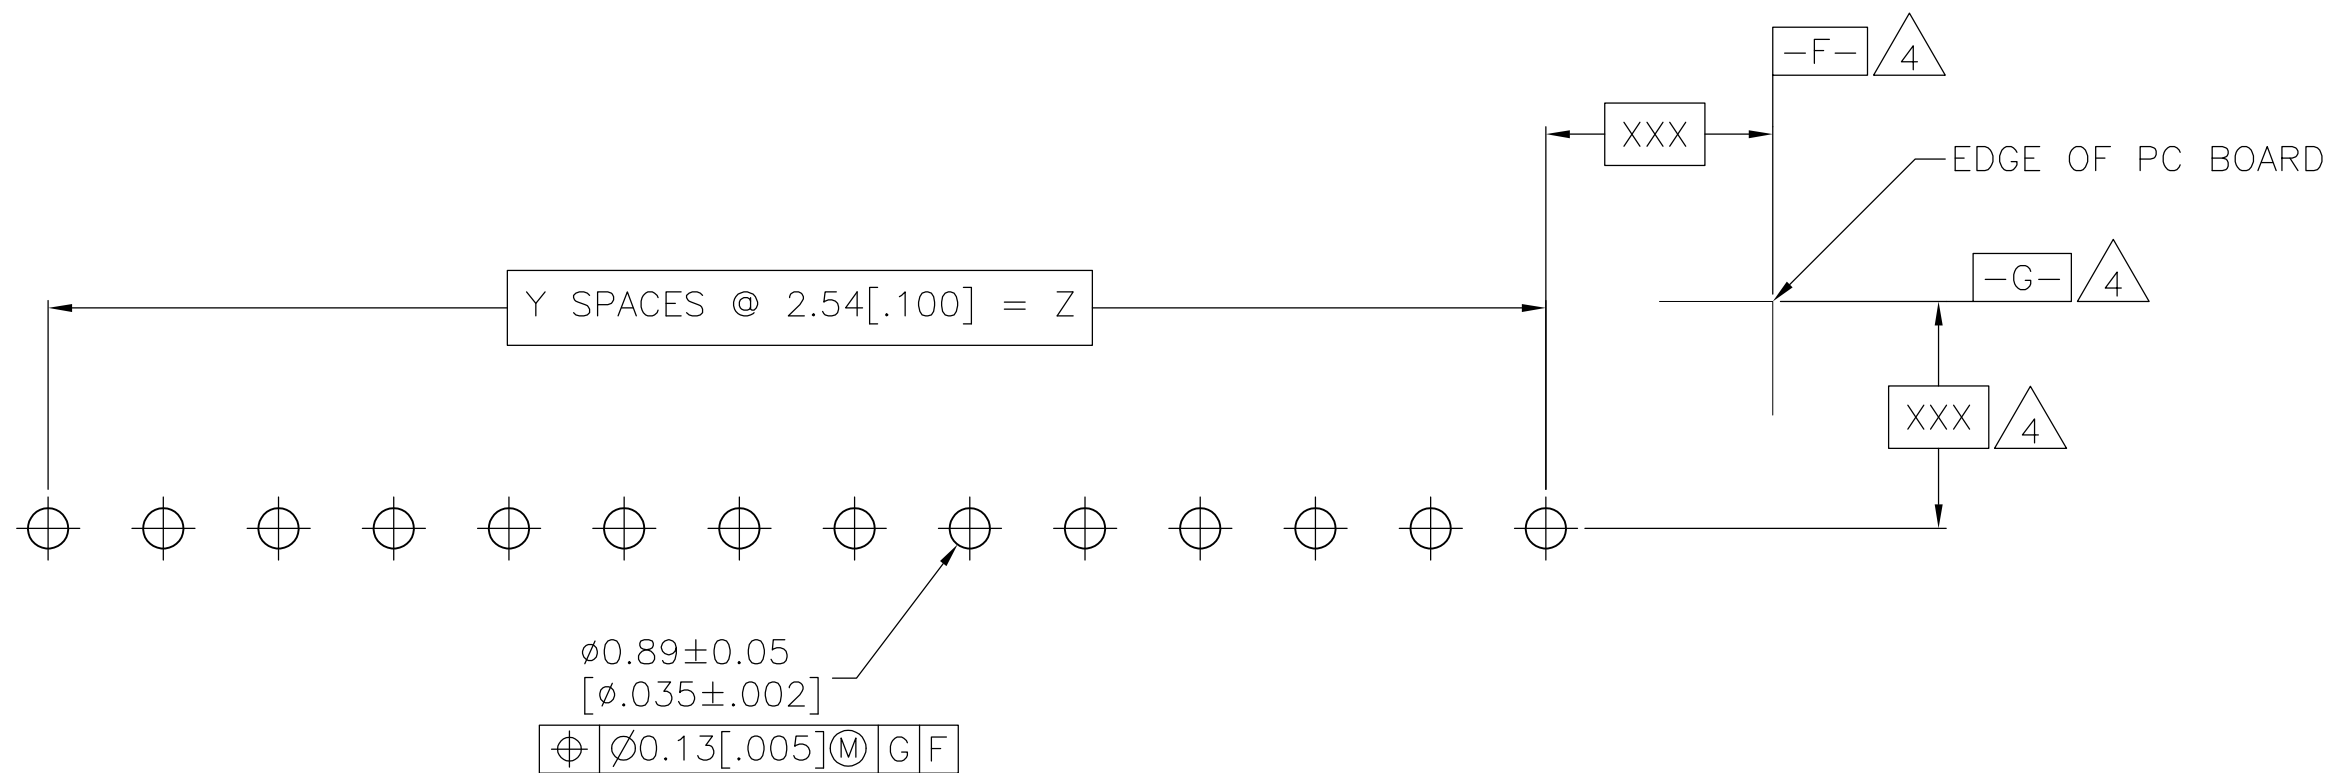 -F-
4
XXX
EDGE OF PC BOARD
-G-
4
Y SPACES @ 2.54[.100] = Z
XXX
4
ø0.89±0.05
[ø.035±.002]
⌖ Ø0.13[.005]Ⓜ G F